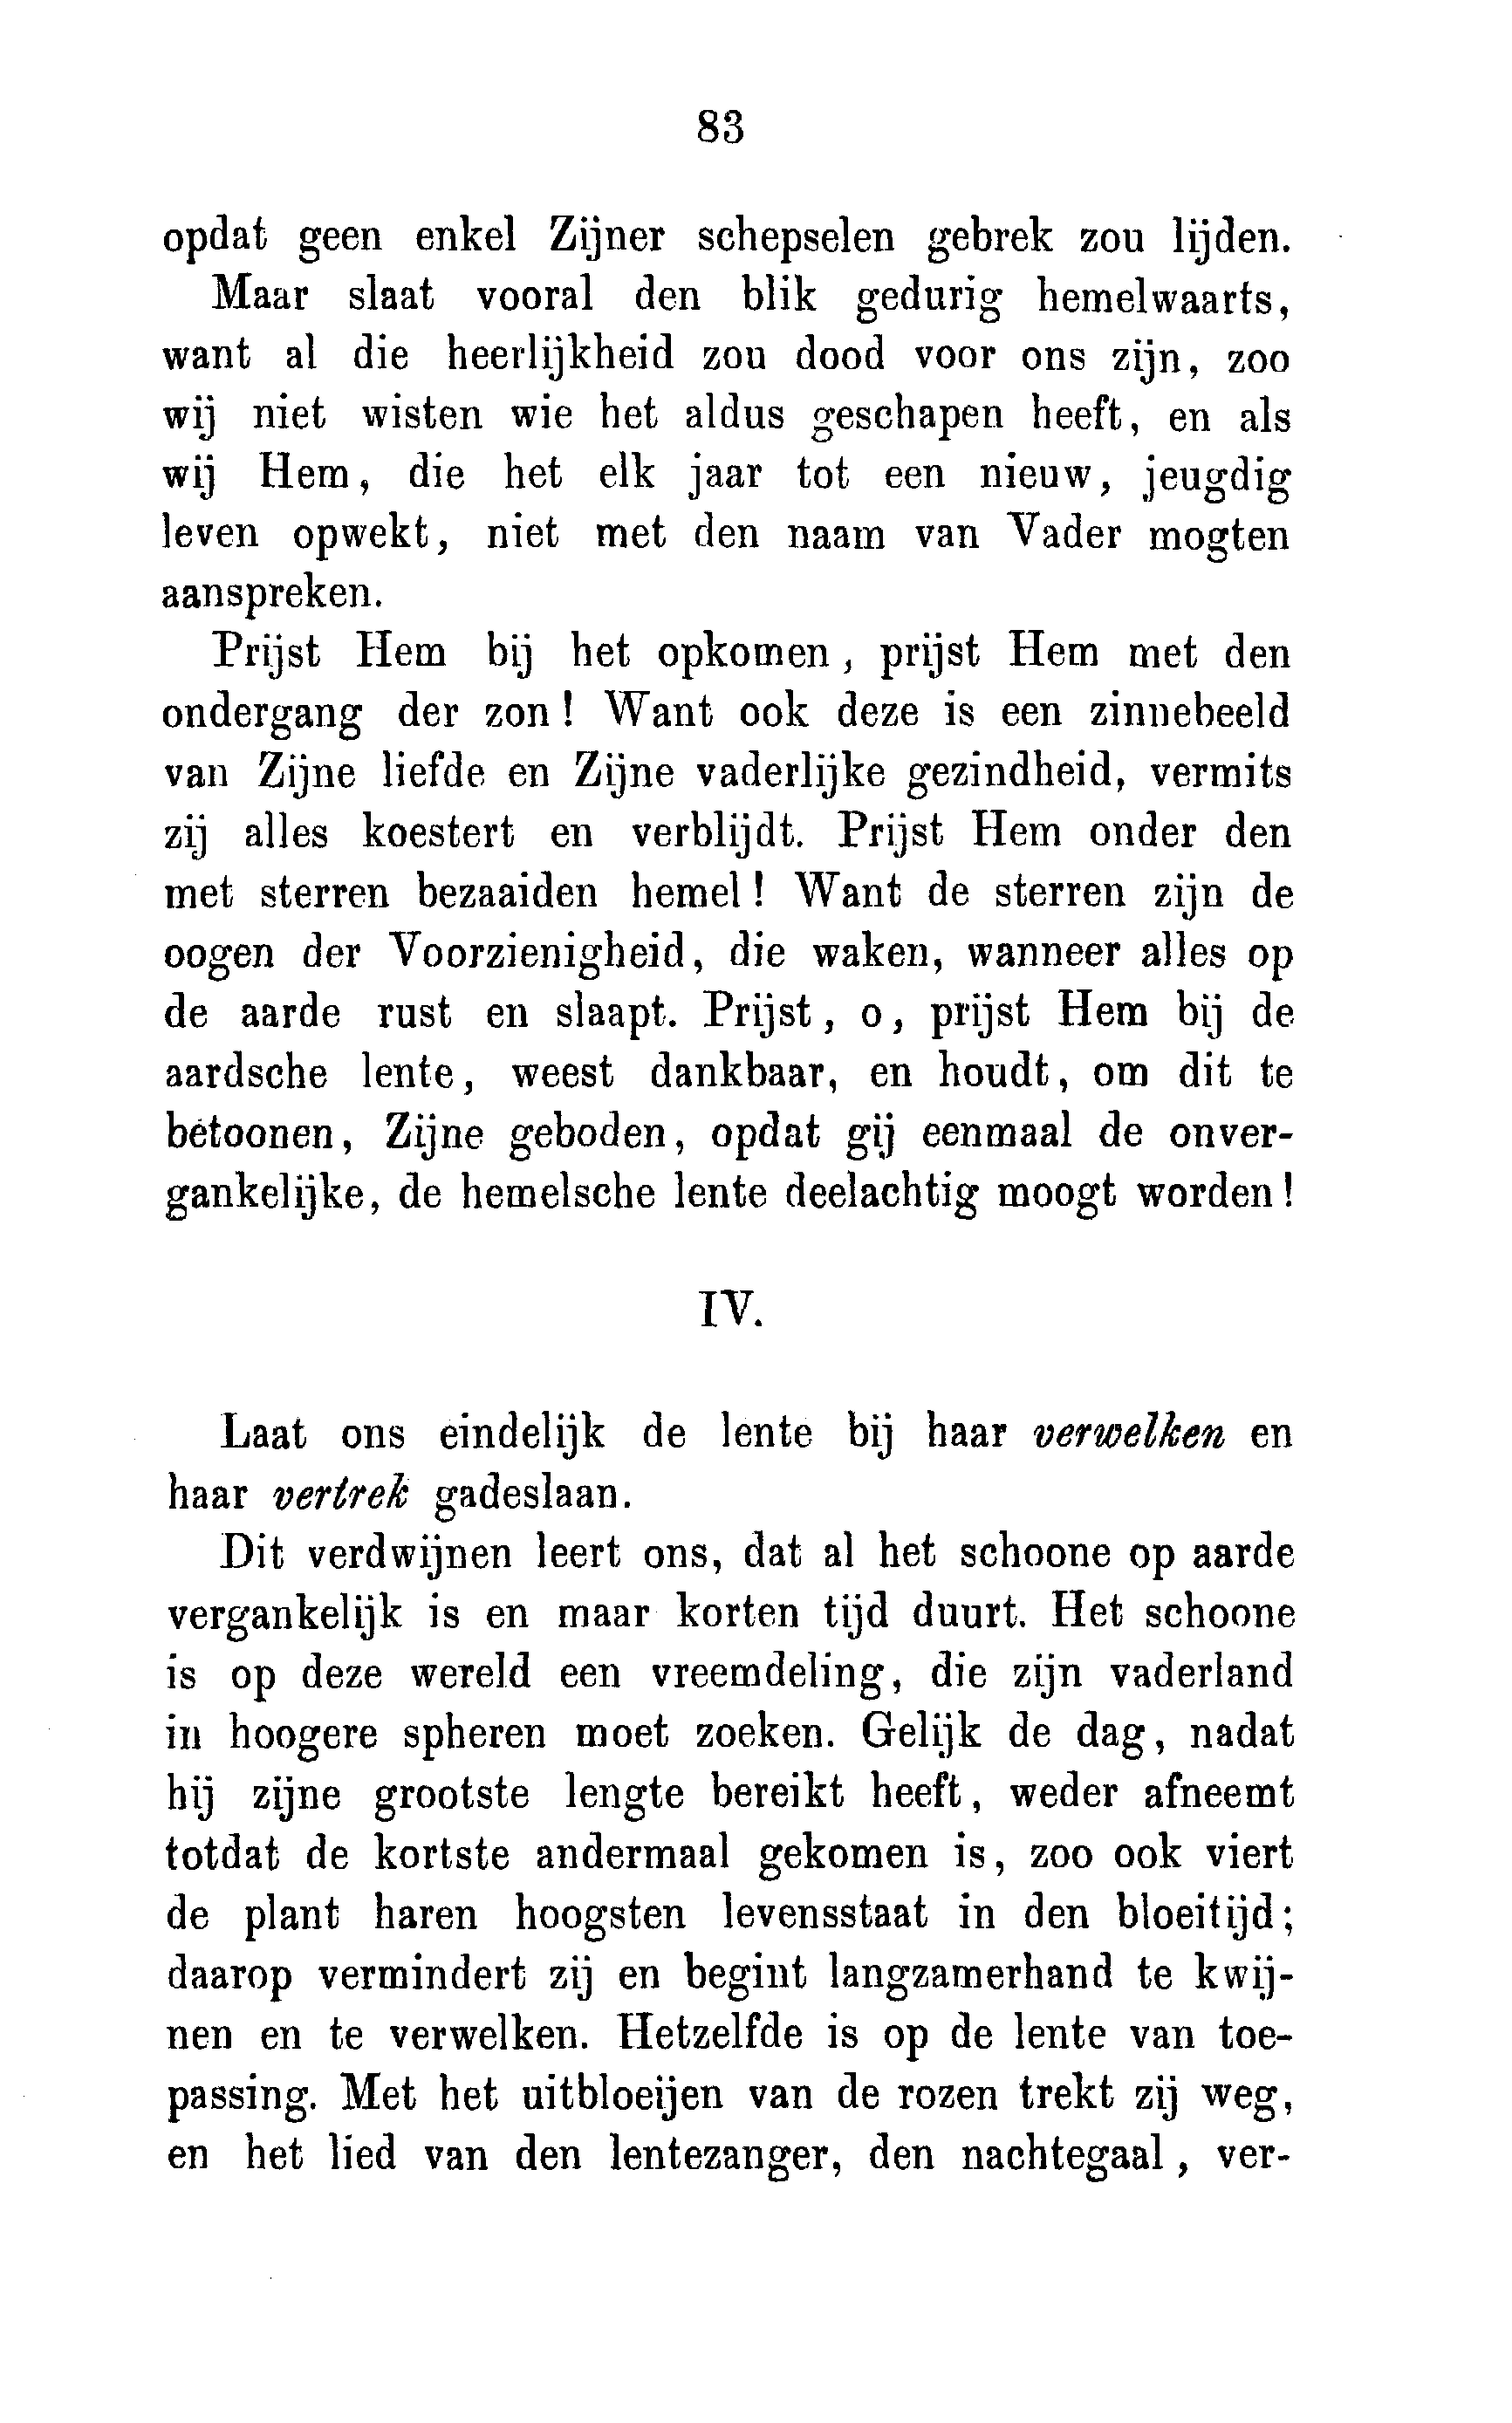 83
opdat geen enkel Zijner schepselen gebrek zou lijden.
Maar slaat vooral den blik gedurig hemelwaarts,
want al die heerlijkheid zou dood voor ons zijn, zoo
wij niet wisten wie het aldus geschapen heeft, en als
wij Hem, die het elk jaar tot een nieuw, jeugdig
leven opwekt, niet met den naam van Vader mogten
aanspreken.
Prijst Hem bij het opkomen, prijst Hem met den
ondergang der zon! Want ook deze is een zinnebeeld
van Zijne liefde en Zijne vaderlijke gezindheid, vermits
zij alles koestert en verblijdt. Prijst Hem onder den
met sterren bezaaiden hemel! Want de sterren zijn de
oogen der Voorzienigheid, die waken, wanneer alles op
de aarde rust en slaapt. Prijst, o, prijst Hem bij de
aardsche lente, weest dankbaar, en houdt, om dit te
betoonen, Zijne geboden, opdat gij eenmaal de onver-
gankelijke, de hemelsche lente deelachtig moogt worden!
IV.
Laat ons eindelijk de lente bij haar verwelken en
haar vertrek gadeslaan.
Dit verdwijnen leert ons, dat al het schoone op aarde
vergankelijk is en maar korten tijd duurt. Het schoone
is op deze wereld een vreemdeling, die zijn vaderland
in hoogere spheren moet zoeken. Gelijk de dag, nadat
hij zijne grootste lengte bereikt heeft, weder afneemt
totdat de kortste andermaal gekomen is, zoo ook viert
de plant haren hoogsten levensstaat in den bloeitijd;
daarop vermindert zij en begint langzamerhand te kwij-
nen en te verwelken. Hetzelfde is op de lente van toe-
passing. Met het uitbloeijen van de rozen trekt zij weg,
en het lied van den lentezanger, den nachtegaal, ver-